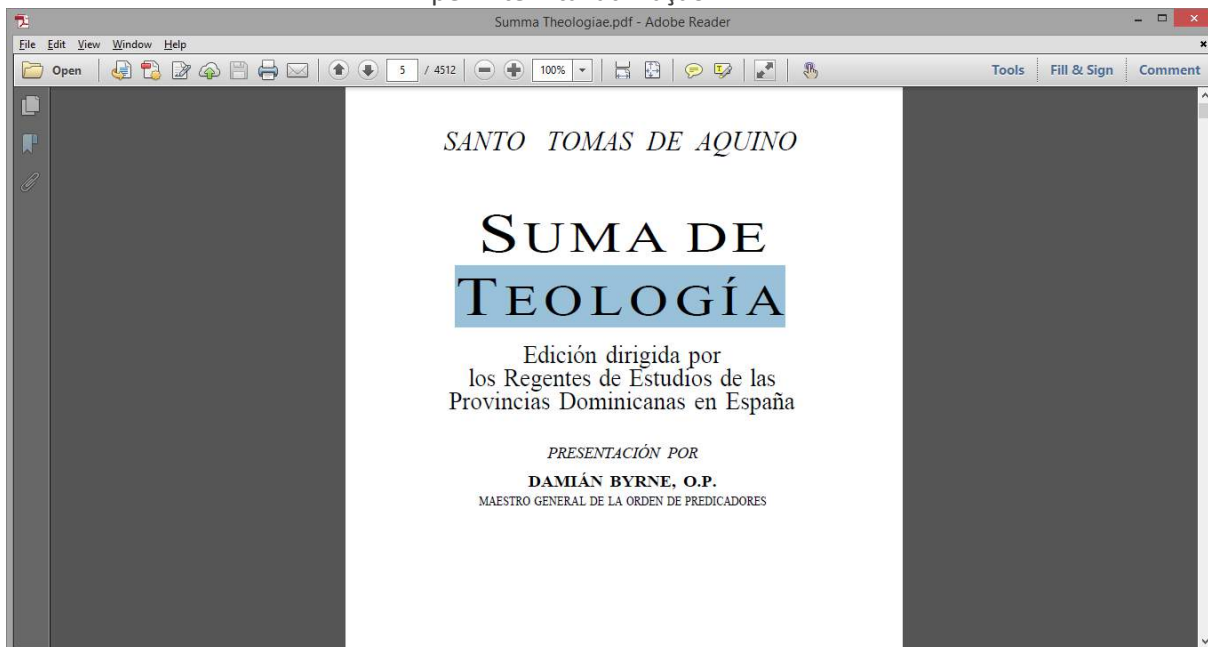 Summa Theologiae.pdf - Adobe Reader
File Edit View Window Help
Open 5 / 4512 100% Tools Fill & Sign Comment
SANTO TOMAS DE AQUINO
SUMA DE
TEOLOGÍA
Edición dirigida por
los Regentes de Estudios de las
Provincias Dominicanas en España
PRESENTACIÓN POR
DAMIÁN BYRNE, O.P.
MAESTRO GENERAL DE LA ORDEN DE PREDICADORES